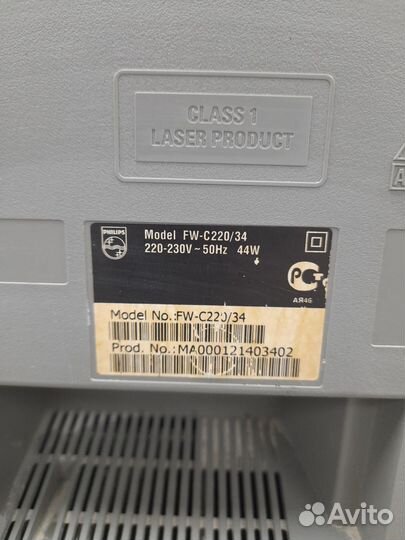 CLASS 1
LASER PRODUCT
PHILIPS
Model FW-C220/34
220-230V ~ 50Hz 44W
РСТ
АЯ46
Model No.:FW-C220/34
Prod. No.:MA000121403402
Avito